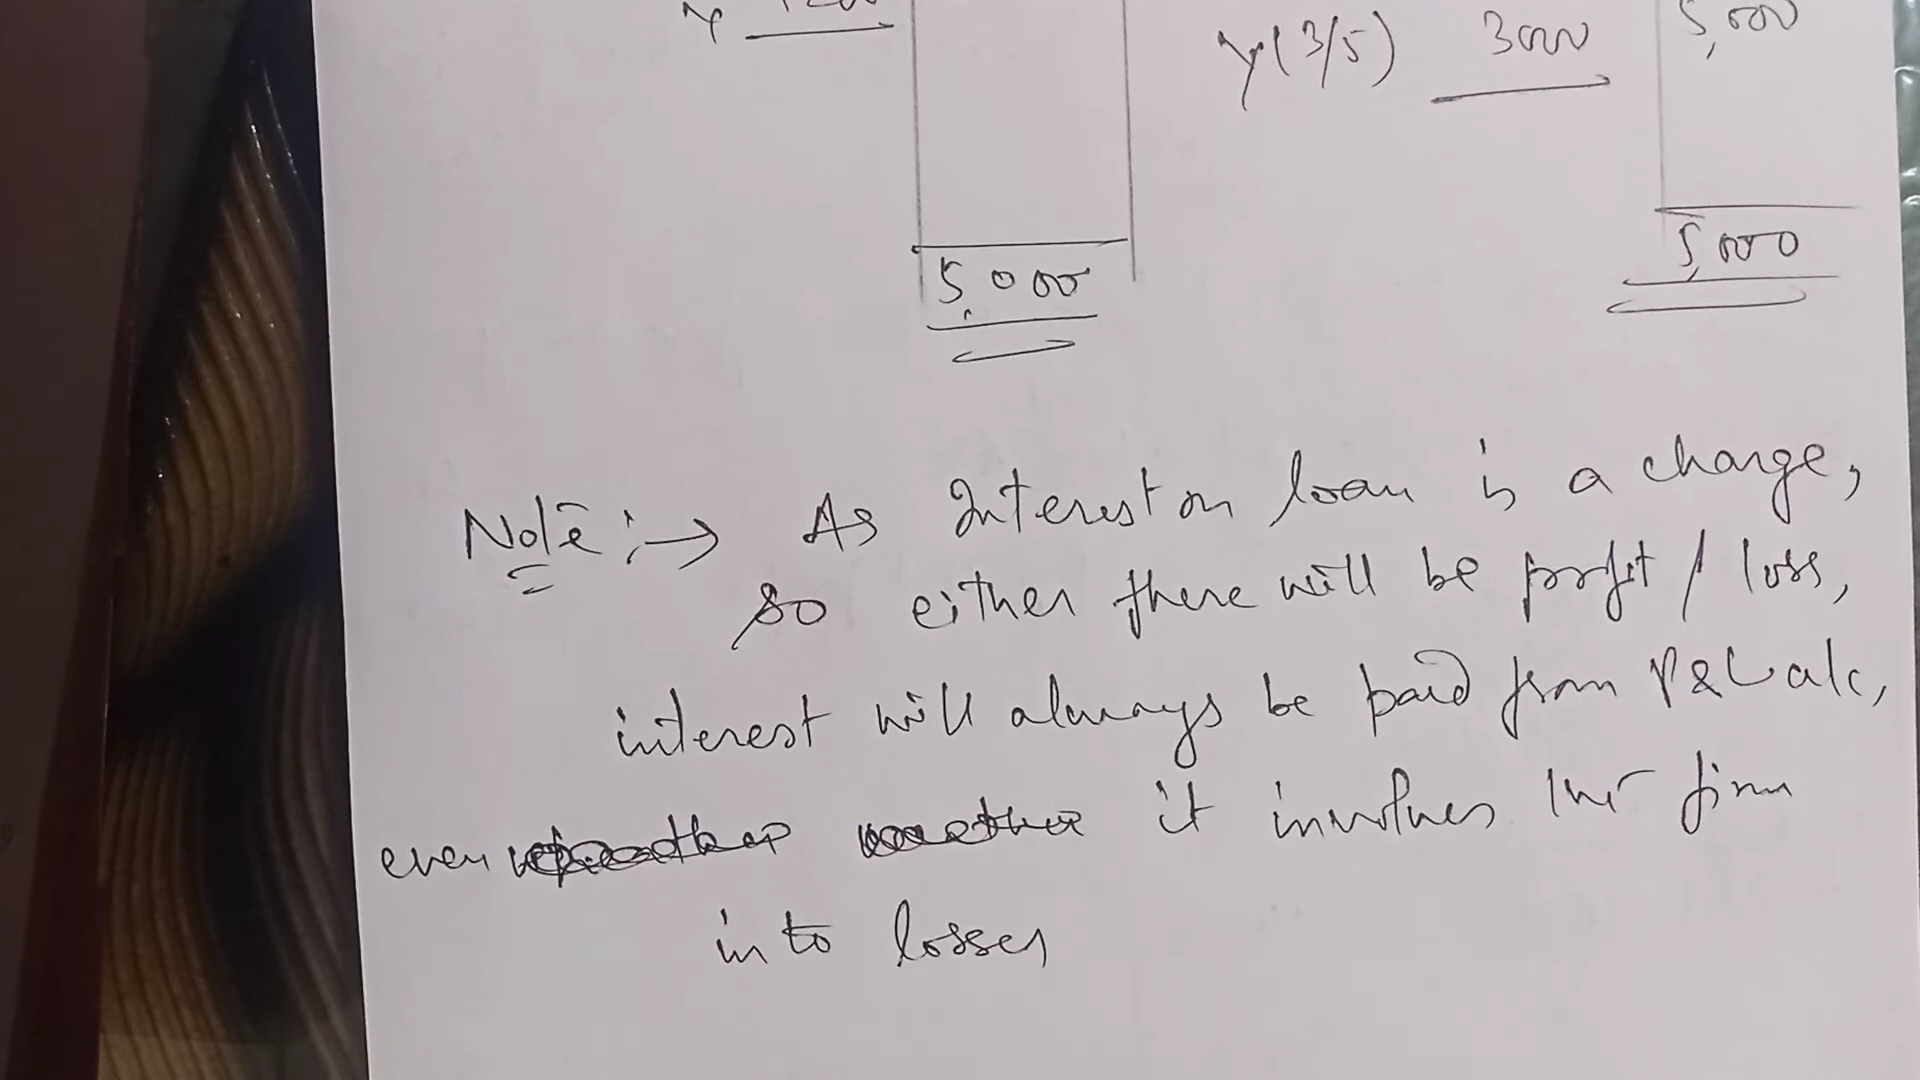 Y
Y (3/5) 3000 5,000
5,000
5,000
Note :→ As Interest on loan is a charge,
so either there will be profit / loss,
interest will always be paid from P&L a/c,
even it involves the firm
into losses